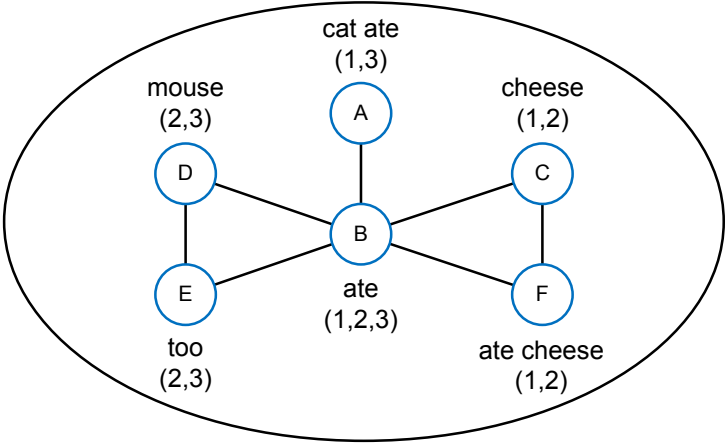 cat ate
(1,3)
A
mouse
(2,3)
D
cheese
(1,2)
C
B
ate
(1,2,3)
E
too
(2,3)
F
ate cheese
(1,2)